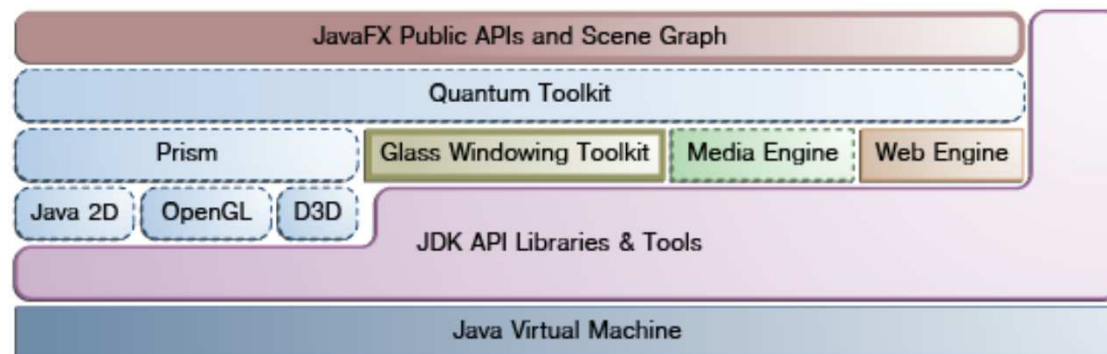 JavaFX Public APIs and Scene Graph
Quantum Toolkit
Prism
Glass Windowing Toolkit
Media Engine
Web Engine
Java 2D
OpenGL
D3D
JDK API Libraries & Tools
Java Virtual Machine